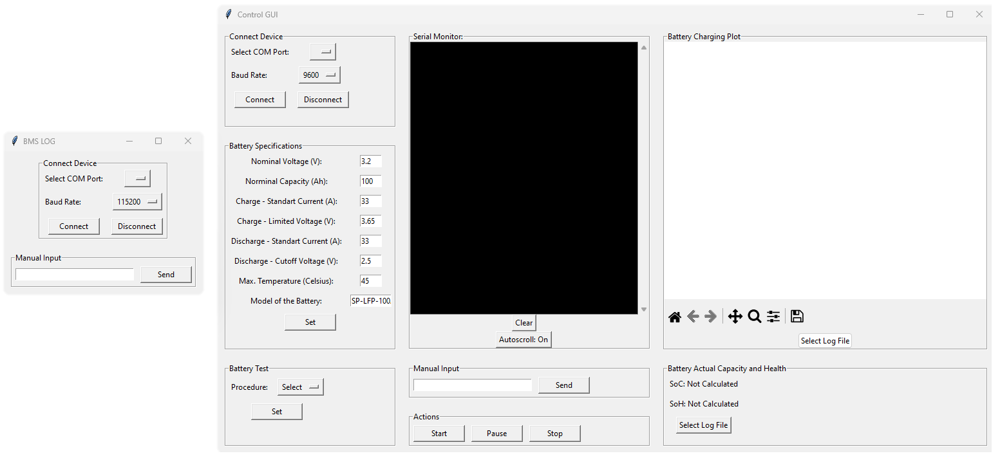 BMS LOG
Connect Device
Select COM Port:
Baud Rate: 115200
Connect Disconnect
Manual Input
Send
Control GUI
Connect Device
Select COM Port:
Baud Rate: 9600
Connect Disconnect
Battery Specifications
Nominal Voltage (V): 3.2
Norminal Capacity (Ah): 100
Charge - Standart Current (A): 33
Charge - Limited Voltage (V): 3.65
Discharge - Standart Current (A): 33
Discharge - Cutoff Voltage (V): 2.5
Max. Temperature (Celsius): 45
Model of the Battery: SP-LFP-100
Set
Battery Test
Procedure: Select
Set
Serial Monitor:
Clear
Autoscroll: On
Manual Input
Send
Actions
Start Pause Stop
Battery Charging Plot
Select Log File
Battery Actual Capacity and Health
SoC: Not Calculated
SoH: Not Calculated
Select Log File